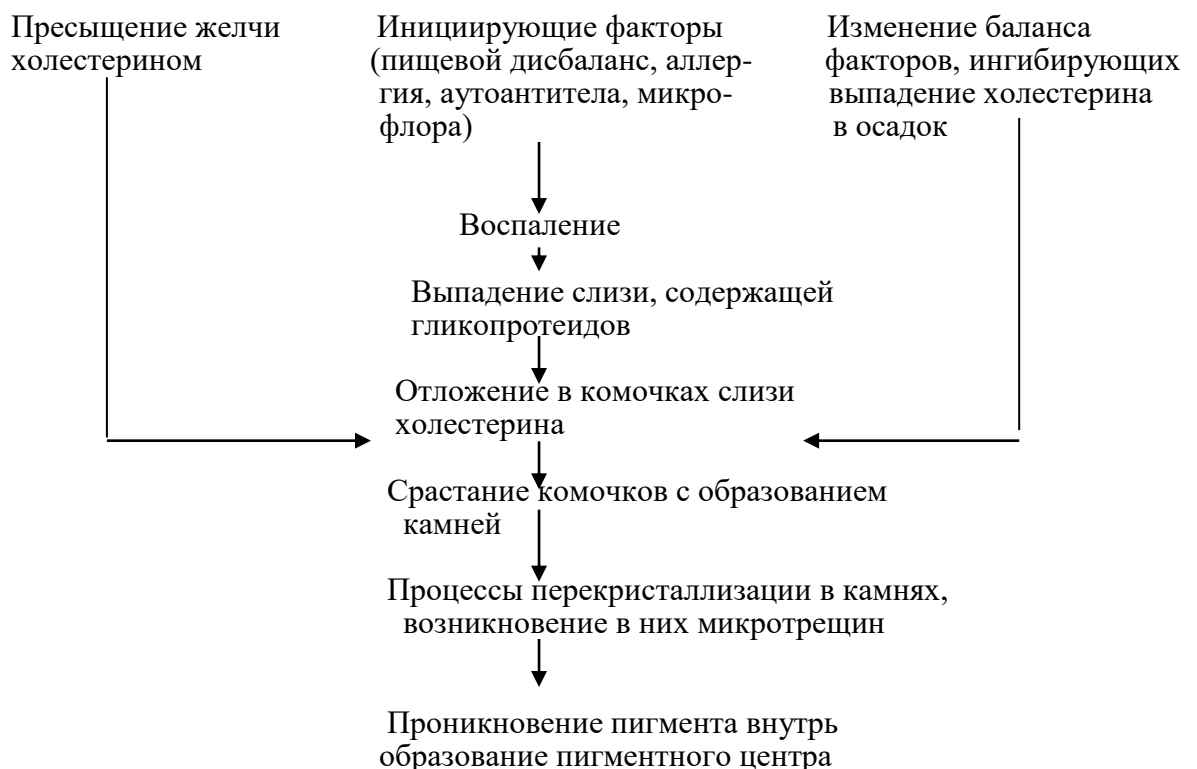 Пресыщение желчи
холестерином
Инициирующие факторы
(пищевой дисбаланс, аллер-
гия, аутоантитела, микро-
флора)
Изменение баланса
факторов, ингибирующих
выпадение холестерина
в осадок
Воспаление
Выпадение слизи, содержащей
гликопротеидов
Отложение в комочках слизи
холестерина
Срастание комочков с образованием
камней
Процессы перекристаллизации в камнях,
возникновение в них микротрещин
Проникновение пигмента внутрь
образование пигментного центра